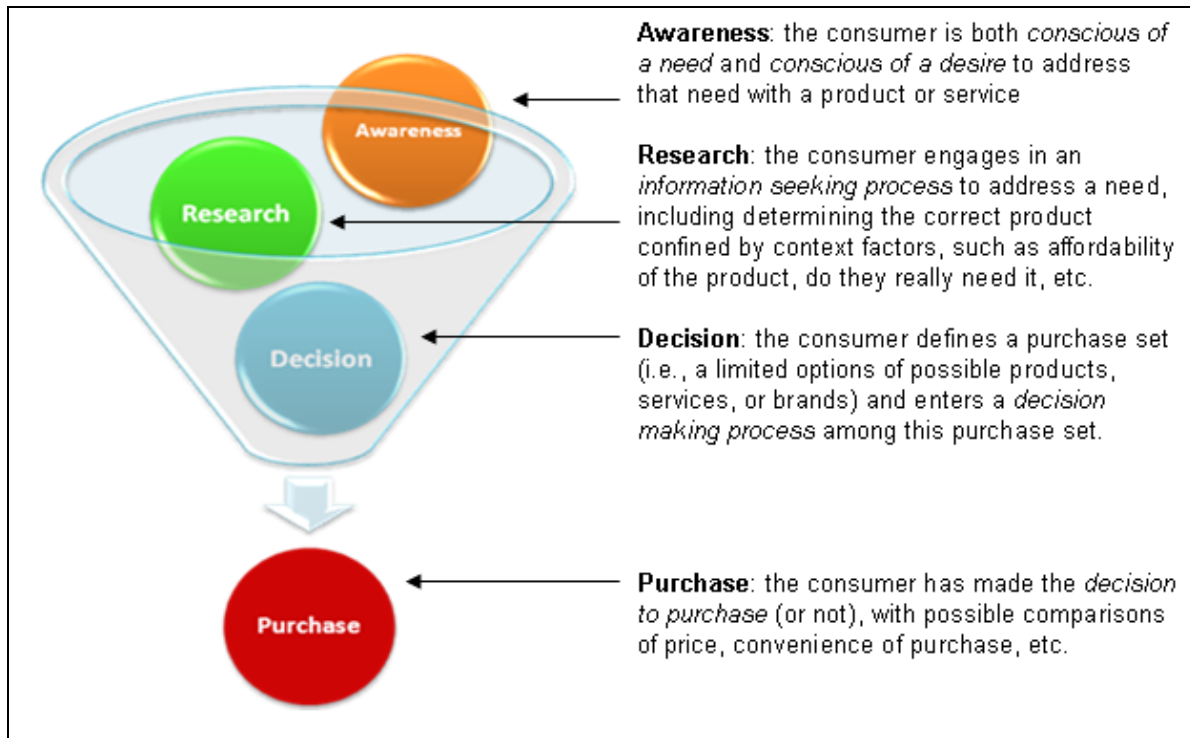 Awareness: the consumer is both conscious of
a need and conscious of a desire to address
that need with a product or service
Awareness
Research: the consumer engages in an
information seeking process to address a need,
including determining the correct product
confined by context factors, such as affordability
of the product, do they really need it, etc.
Research
Decision: the consumer defines a purchase set
(i.e., a limited options of possible products,
services, or brands) and enters a decision
making process among this purchase set.
Decision
Purchase: the consumer has made the decision
to purchase (or not), with possible comparisons
of price, convenience of purchase, etc.
Purchase